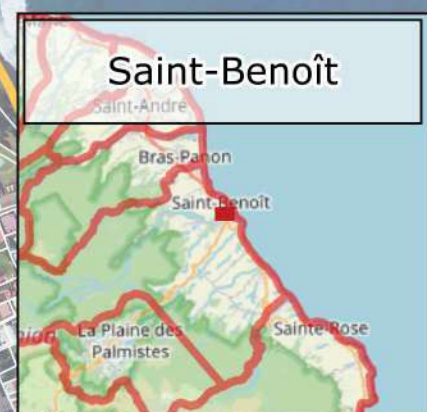 Saint-Benoît
Saint-André
Bras-Panon
Saint-Benoît
La Plaine des
Palmistes
Sainte-Rose